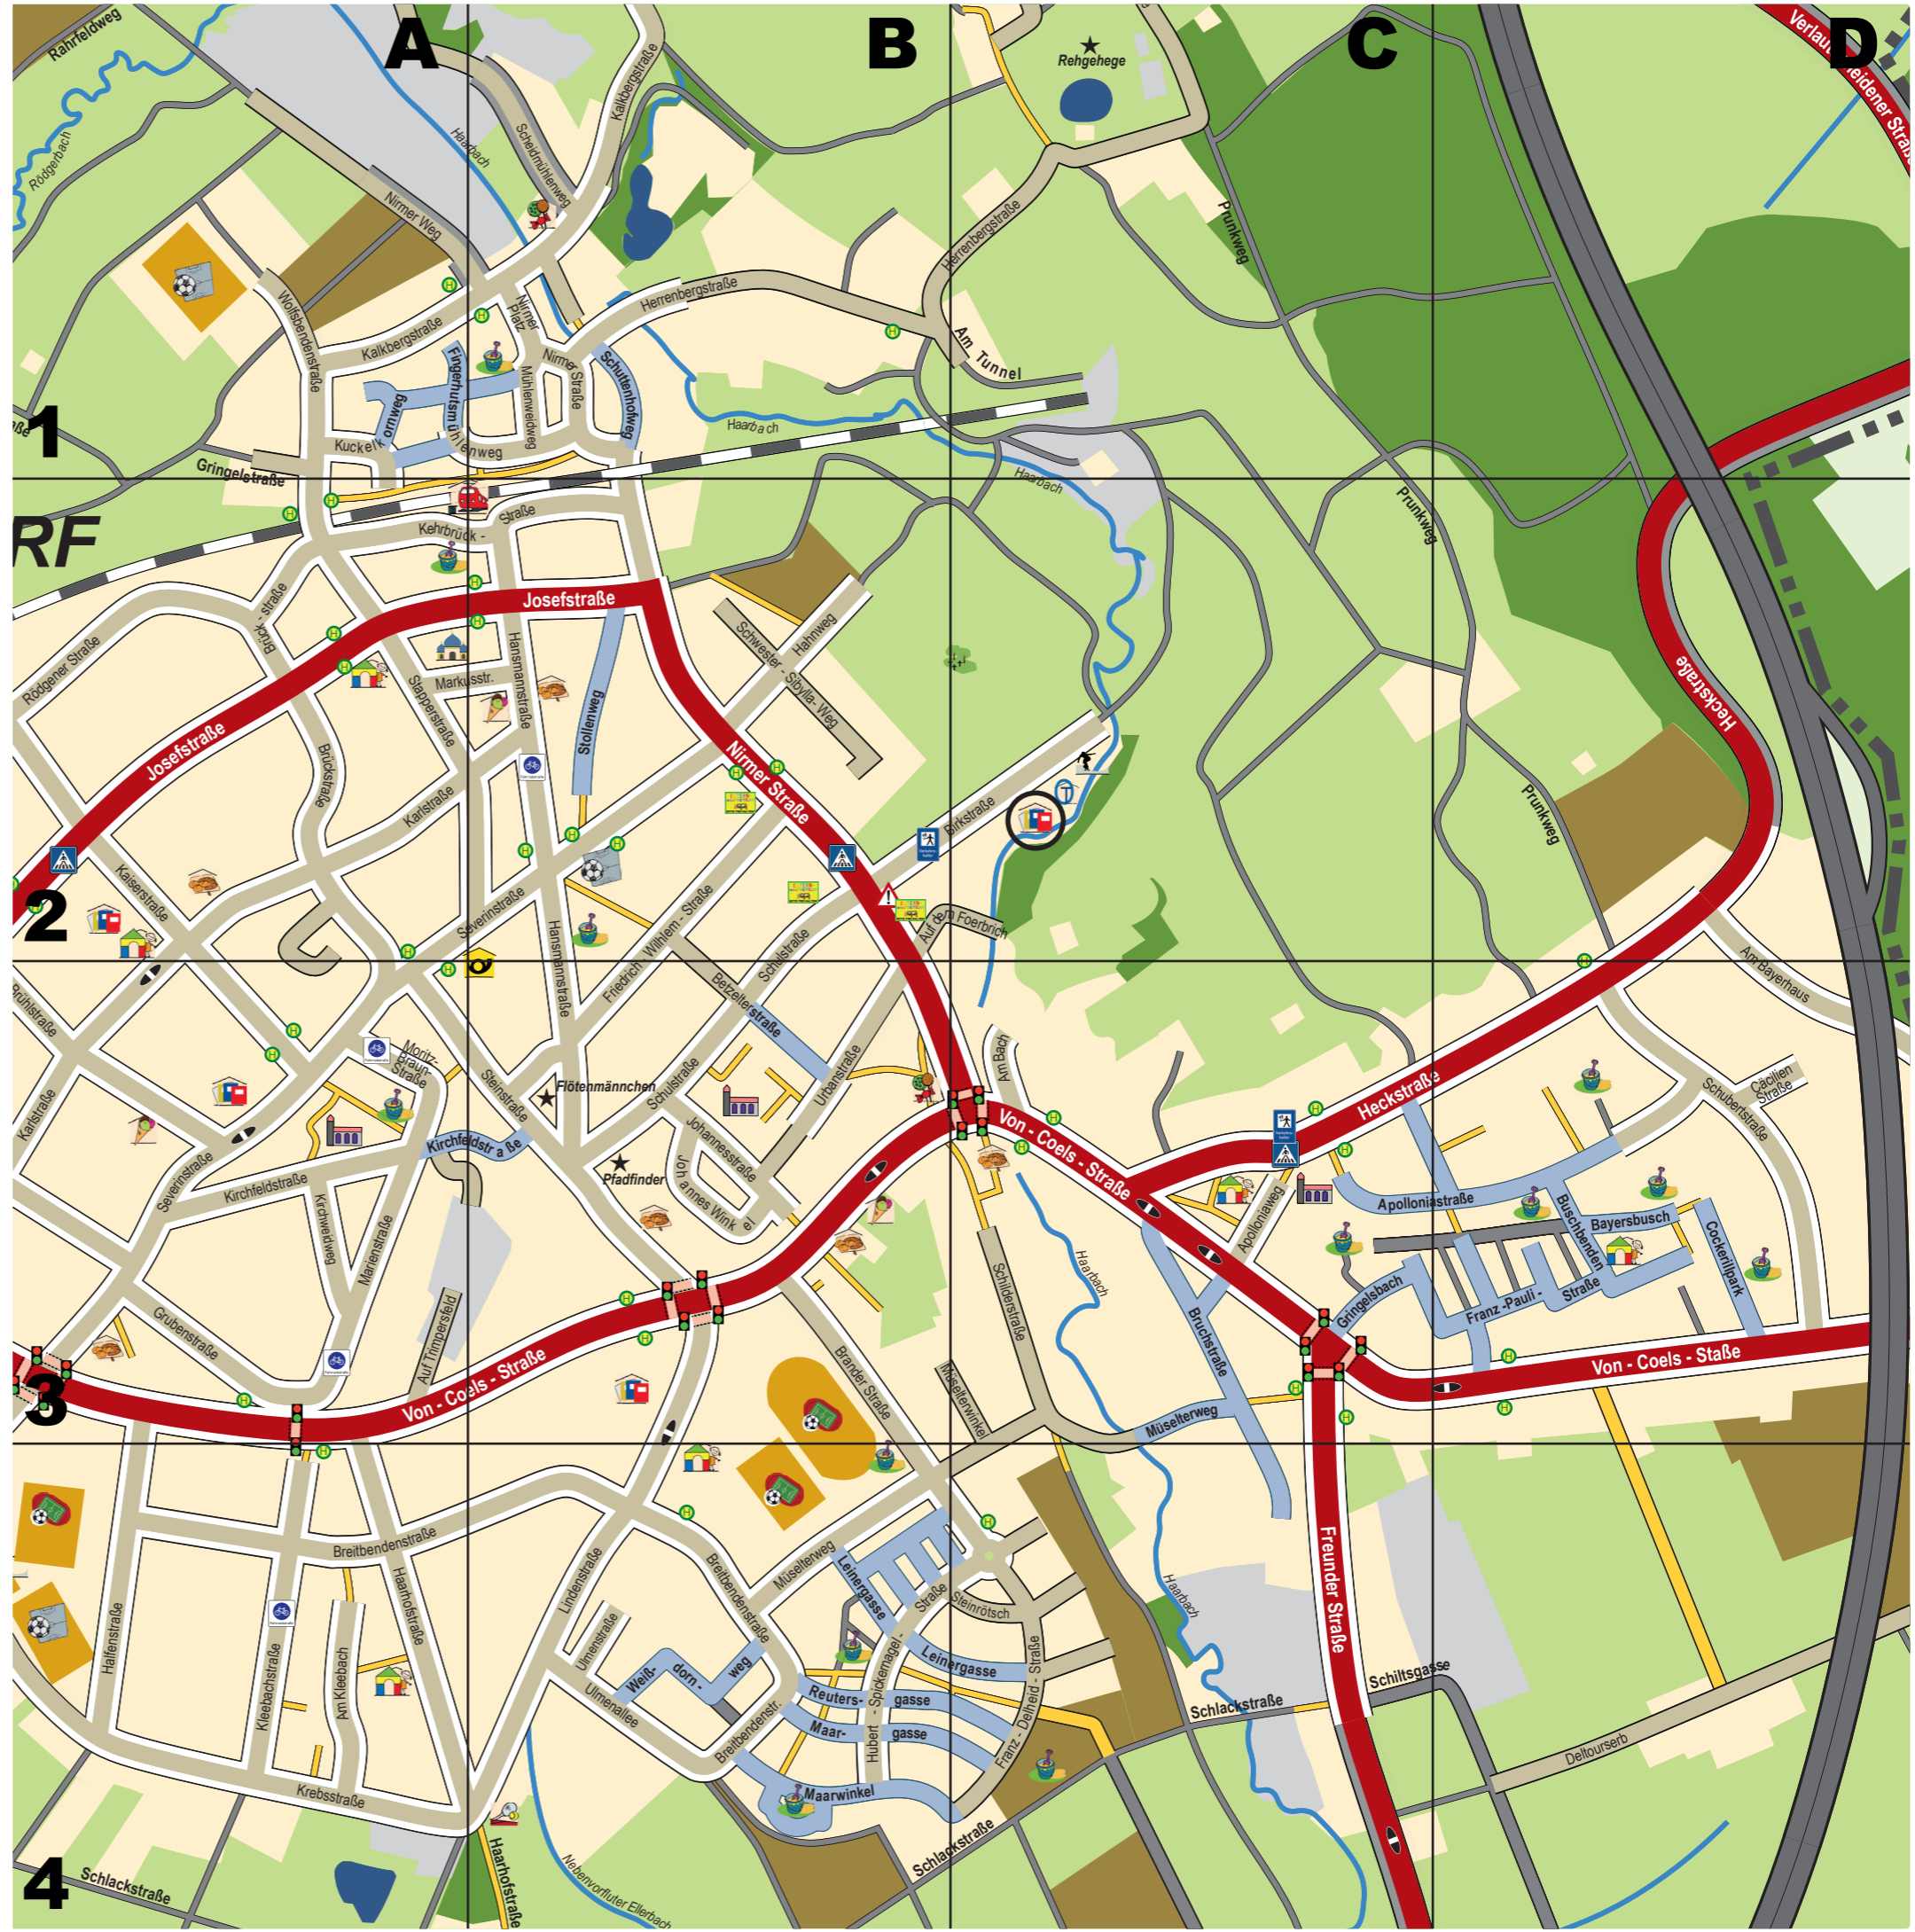 A
B
C
D
1
2
3
4
RF
Rahrfeldweg
Rödgerbach
Haarbach
Scheidmühlenweg
Kalkbergstraße
Nirmer Weg
Rehgehege
Herrenbergstraße
Prunkweg
Wolfsbendenstraße
Kalkbergstraße
Nirmer
Platz
Herrenbergstraße
Am Tunnel
Fingerhutsmühlenweg
Mühlenweidweg
Nirmer Straße
Schuttenhofweg
Kuckelkornweg
Gringelstraße
Haarbach
Haarbach
Prunkweg
Kehrbrück - Straße
Josefstraße
Brück - straße
Rödgener Straße
Stapperstraße
Markusstr.
Hansmannstraße
Stollenweg
Schwester - Sibylla - Weg
Hahnweg
Heckstraße
Josefstraße
Brückstraße
Karlstraße
Nirmer Straße
Birkstraße
Prunkweg
Kaiserstraße
Severinstraße
Hansmannstraße
Friedrich - Wilhlem - Straße
Schulstraße
Auf dem Foerbrich
Am Bayerhaus
Brühlstraße
Moritz-
Braun-
Straße
Steinstraße
Flötenmännchen
Betzelterstraße
Urbanstraße
Schulstraße
Am Bach
Heckstraße
Cäcilien
Straße
Schubertstraße
Karlstraße
Kirchfeldstraße
Johannesstraße
Johannes Winkel
Pfadfinder
Von - Coels - Straße
Severinstraße
Kirchfeldstraße
Kirchweidweg
Marienstraße
Apolloniaweg
Apolloniastraße
Buschbenden
Bayersbusch
Cockerillpark
Haarbach
Schilderstraße
Gringelsbach
Franz - Pauli - Straße
Grubenstraße
Auf Trimpersfeld
Von - Coels - Straße
Brander Straße
Müselterwinkel
Bruchstraße
Müselterweg
Von - Coels - Staße
Breitbendenstraße
Haarhofstraße
Halfenstraße
Kleebachstraße
Am Kleebach
Lindenstraße
Breitbendenstraße
Müselterweg
Leinergasse
Steinrötsch
Haarbach
Freunder Straße
Ulmenstraße
Weiß- dorn - weg
Ulmenallee
Breitbendenstr.
Leinergasse
Reuters- gasse
Maar- gasse
Hubert - Spickernagel - Straße
Franz - Delheid - Straße
Maarwinkel
Schlackstraße
Schiltsgasse
Deltourserb
Krebsstraße
Schlackstraße
Haarhofstraße
Nebenvorfluter Ellerbach
Schlackstraße